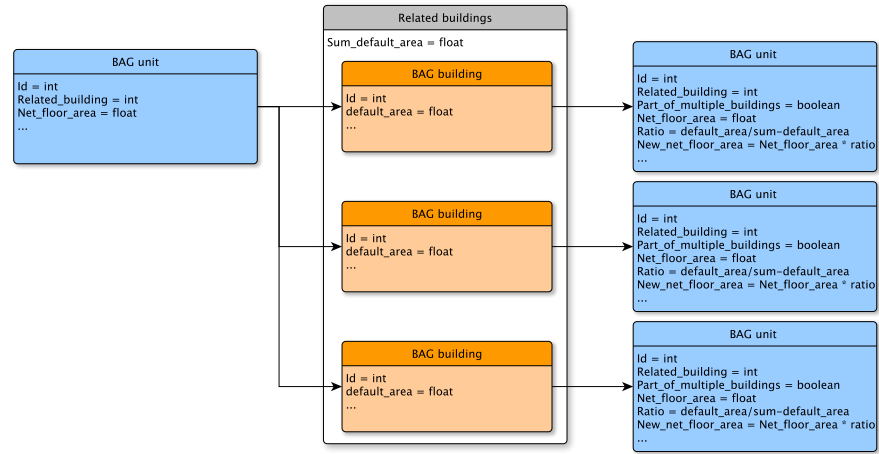 BAG unit
Id = int
Related_building = int
Net_floor_area = float
...
Related buildings
Sum_default_area = float
BAG building
Id = int
default_area = float
...
BAG building
Id = int
default_area = float
...
BAG building
Id = int
default_area = float
...
BAG unit
Id = int
Related_building = int
Part_of_multiple_buildings = boolean
Net_floor_area = float
Ratio = default_area/sum-default_area
New_net_floor_area = Net_floor_area * ratio
...
BAG unit
Id = int
Related_building = int
Part_of_multiple_buildings = boolean
Net_floor_area = float
Ratio = default_area/sum-default_area
New_net_floor_area = Net_floor_area * ratio
...
BAG unit
Id = int
Related_building = int
Part_of_multiple_buildings = boolean
Net_floor_area = float
Ratio = default_area/sum-default_area
New_net_floor_area = Net_floor_area * ratio
...